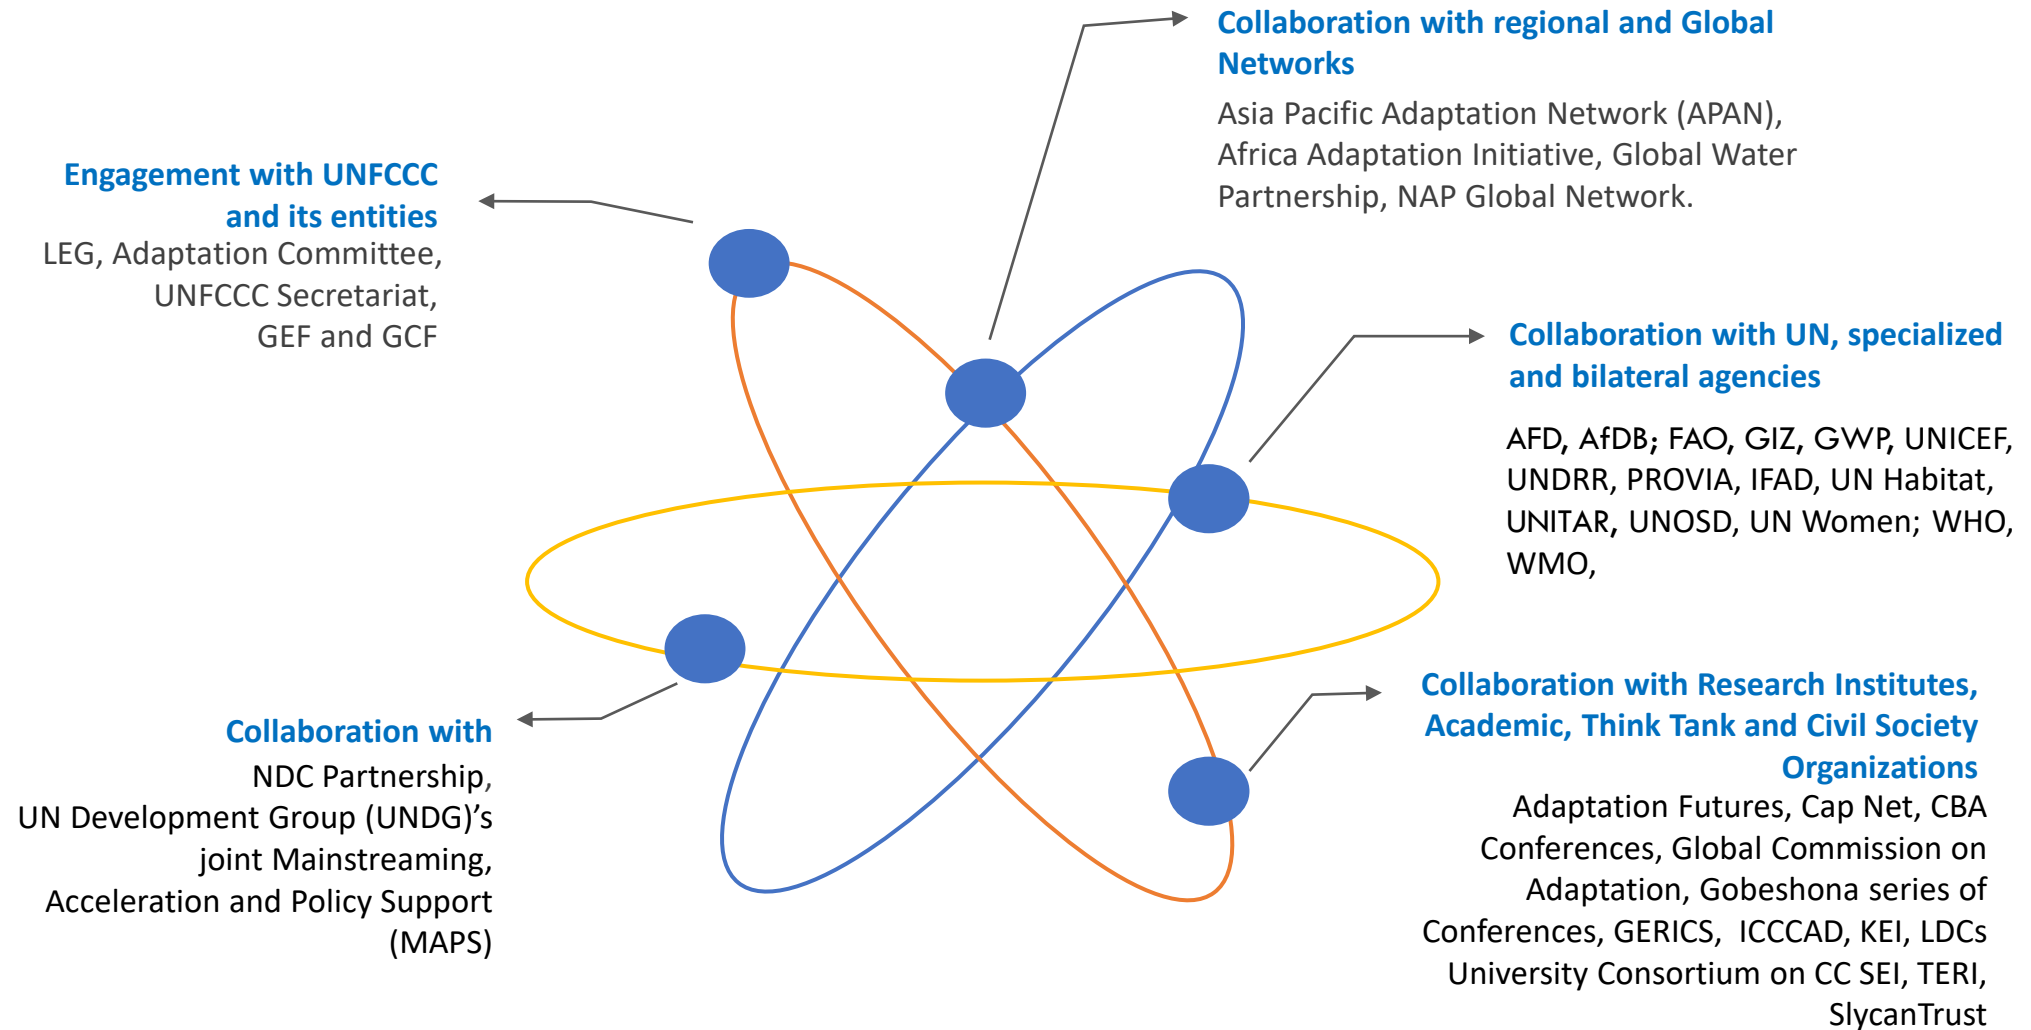 Collaboration with regional and Global
Networks
Asia Pacific Adaptation Network (APAN),
Africa Adaptation Initiative, Global Water
Partnership, NAP Global Network.
Engagement with UNFCCC
and its entities
LEG, Adaptation Committee,
UNFCCC Secretariat,
GEF and GCF
Collaboration with UN, specialized
and bilateral agencies
AFD, AfDB; FAO, GIZ, GWP, UNICEF,
UNDRR, PROVIA, IFAD, UN Habitat,
UNITAR, UNOSD, UN Women; WHO,
WMO,
Collaboration with
NDC Partnership,
UN Development Group (UNDG)’s
joint Mainstreaming,
Acceleration and Policy Support
(MAPS)
Collaboration with Research Institutes,
Academic, Think Tank and Civil Society
Organizations
Adaptation Futures, Cap Net, CBA
Conferences, Global Commission on
Adaptation, Gobeshona series of
Conferences, GERICS, ICCCAD, KEI, LDCs
University Consortium on CC SEI, TERI,
SlycanTrust